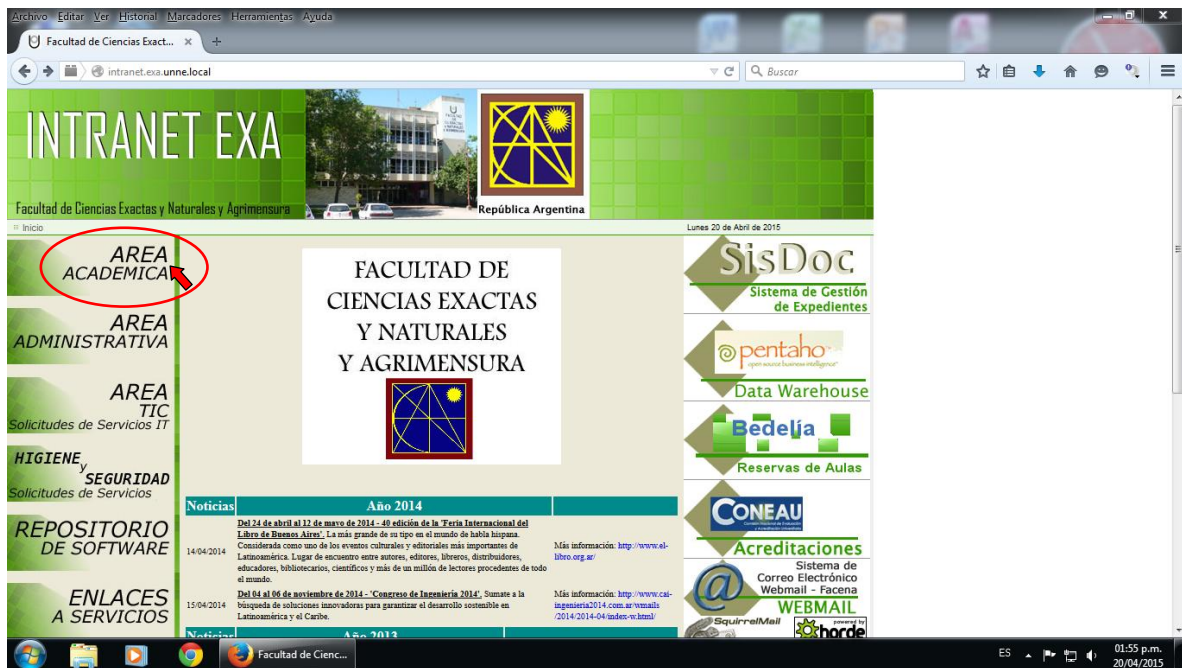 Archivo Editar Ver Historial Marcadores Herramientas Ayuda
Facultad de Ciencias Exact... × +
intranet.exa.unne.local
Buscar
INTRANET EXA
Facultad de Ciencias Exactas y Naturales y Agrimensura
República Argentina
Inicio
Lunes 20 de Abril de 2015
AREA
ACADEMICA
AREA
ADMINISTRATIVA
AREA
TIC
Solicitudes de Servicios IT
HIGIENE
y
SEGURIDAD
Solicitudes de Servicios
REPOSITORIO
DE SOFTWARE
ENLACES
A SERVICIOS
FACULTAD DE
CIENCIAS EXACTAS
Y NATURALES
Y AGRIMENSURA
Noticias Año 2014
14/04/2014
Del 24 de abril al 12 de mayo de 2014 - 40 edición de la 'Feria Internacional del
Libro de Buenos Aires'. La más grande de su tipo en el mundo de habla hispana.
Considerada como uno de los eventos culturales y editoriales más importantes de
Latinoamérica. Lugar de encuentro entre autores, editores, libreros, distribuidores,
educadores, bibliotecarios, científicos y más de un millón de lectores procedentes de todo
el mundo.
Más información: http://www.el-
libro.org.ar/
15/04/2014
Del 04 al 06 de noviembre de 2014 - 'Congreso de Ingeniería 2014'. Sumate a la
búsqueda de soluciones innovadoras para garantizar el desarrollo sostenible en
Latinoamérica y el Caribe.
Más información: http://www.cai-
ingenieria2014.com.ar/wmails
/2014/2014-04/index-w.html/
Noticias Año 2013
SisDoc
Sistema de Gestión
de Expedientes
pentaho
open source business intelligence
Data Warehouse
Bedelía
Reservas de Aulas
CONEAU
Acreditaciones
Sistema de
Correo Electrónico
Webmail - Facena
WEBMAIL
SquirrelMail
powered by
horde
Facultad de Cienc...
ES
01:55 p.m.
20/04/2015